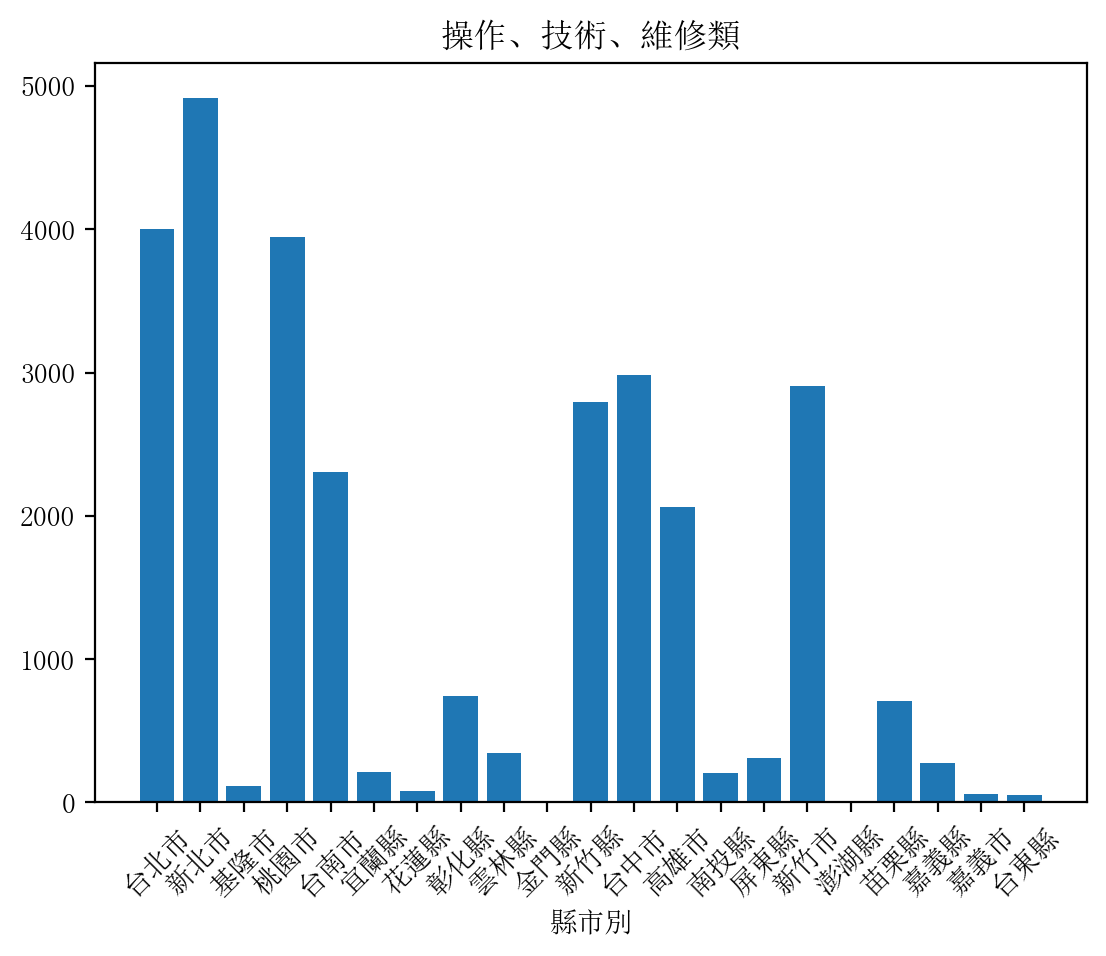 操作、技術、維修類
5000
4000
3000
2000
1000
0
台北市
新北市
基隆市
桃園市
台南市
宜蘭縣
花蓮縣
彰化縣
雲林縣
金門縣
新竹縣
台中市
高雄市
南投縣
屏東縣
新竹市
澎湖縣
苗栗縣
嘉義縣
嘉義市
台東縣
縣市別